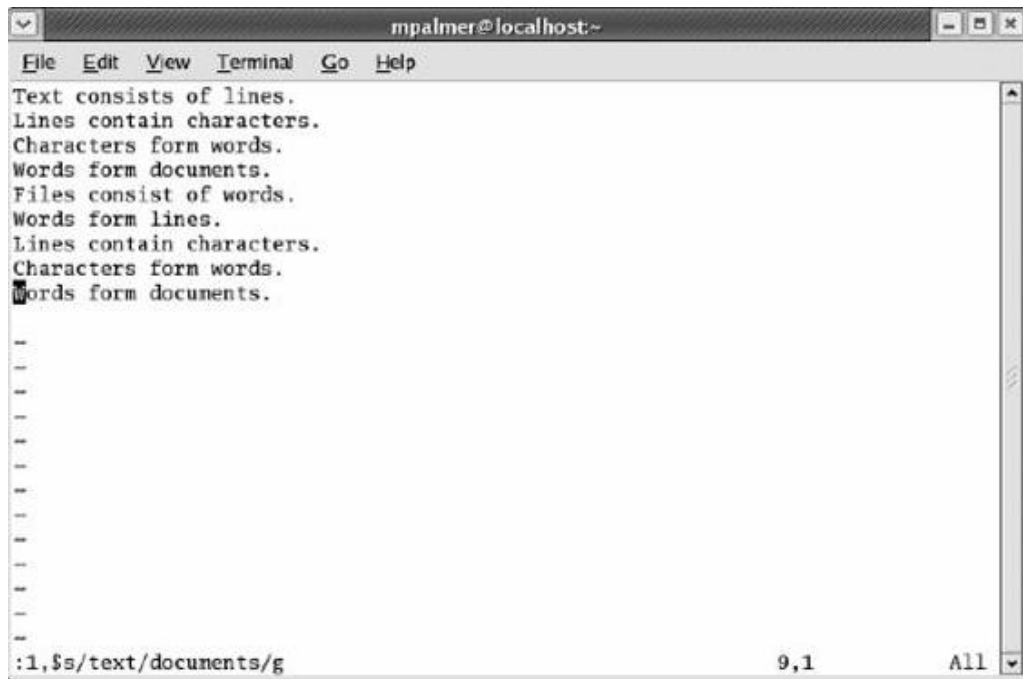 mpalmer@localhost:~
File Edit View Terminal Go Help
Text consists of lines.
Lines contain characters.
Characters form words.
Words form documents.
Files consist of words.
Words form lines.
Lines contain characters.
Characters form words.
Words form documents.
~
~
~
~
~
~
~
~
~
~
~
~
~
:1,$s/text/documents/g 9,1 All